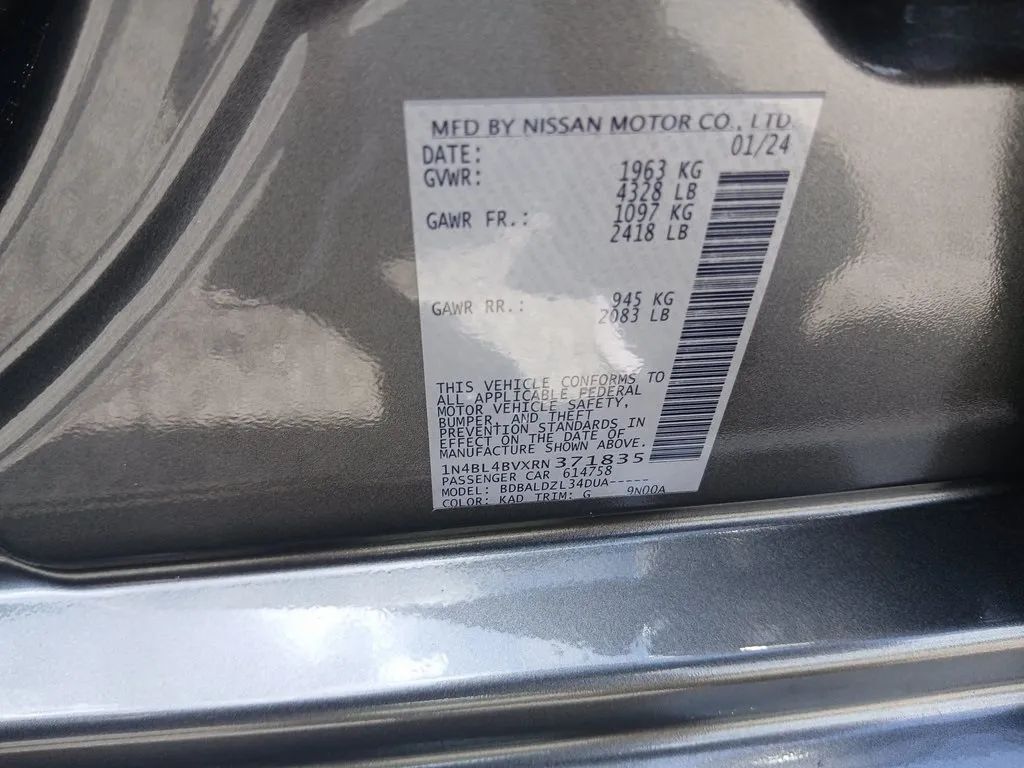 MFD BY NISSAN MOTOR CO., LTD.
DATE: 01/24
GVWR: 1963 KG
4328 LB
GAWR FR.: 1097 KG
2418 LB
GAWR RR.: 945 KG
2083 LB
THIS VEHICLE CONFORMS TO
ALL APPLICABLE FEDERAL
MOTOR VEHICLE SAFETY,
BUMPER, AND THEFT
PREVENTION STANDARDS IN
EFFECT ON THE DATE OF
MANUFACTURE SHOWN ABOVE.
1N4BL4BVXRN371835
PASSENGER CAR 614758
MODEL: BDBALDZL34DUA-----
COLOR: KAD TRIM: G 9N00A